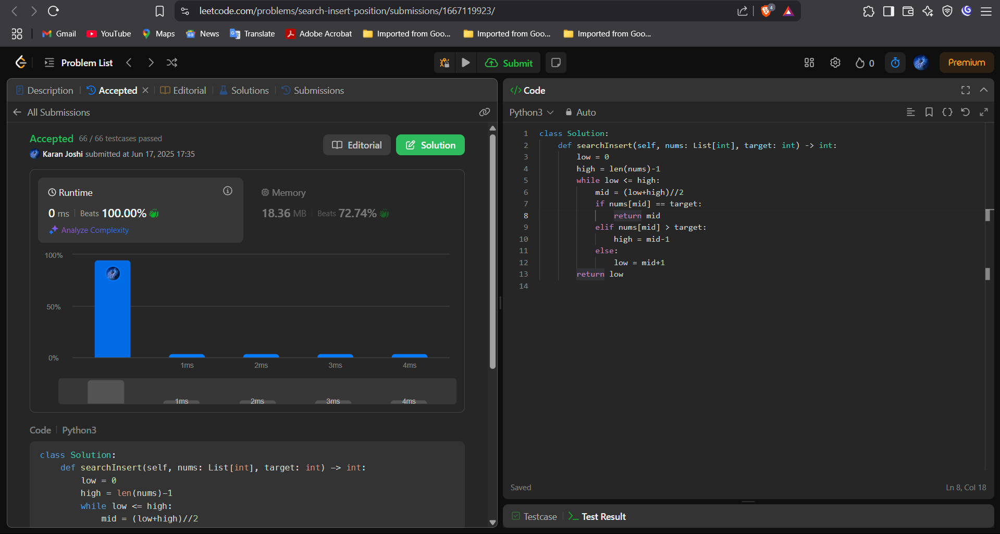 leetcode.com/problems/search-insert-position/submissions/1667119923/
4
Gmail YouTube Maps News Translate Adobe Acrobat Imported from Goo... Imported from Goo... Imported from Goo...
Problem List Submit 0 Premium
Description Accepted Editorial Solutions Submissions
All Submissions
Accepted 66 / 66 testcases passed
Karan Joshi submitted at Jun 17, 2025 17:35
Editorial Solution
Runtime
0 ms Beats 100.00%
Analyze Complexity
Memory
18.36 MB Beats 72.74%
100%
50%
0%
1ms 2ms 3ms 4ms
1ms 2ms 3ms 4ms
Code Python3
class Solution:
    def searchInsert(self, nums: List[int], target: int) -> int:
        low = 0
        high = len(nums)-1
        while low <= high:
            mid = (low+high)//2
</> Code
Python3 Auto
1 class Solution:
2     def searchInsert(self, nums: List[int], target: int) -> int:
3         low = 0
4         high = len(nums)-1
5         while low <= high:
6             mid = (low+high)//2
7             if nums[mid] == target:
8                 return mid
9             elif nums[mid] > target:
10                 high = mid-1
11             else:
12                 low = mid+1
13         return low
14
Saved Ln 8, Col 18
Testcase Test Result